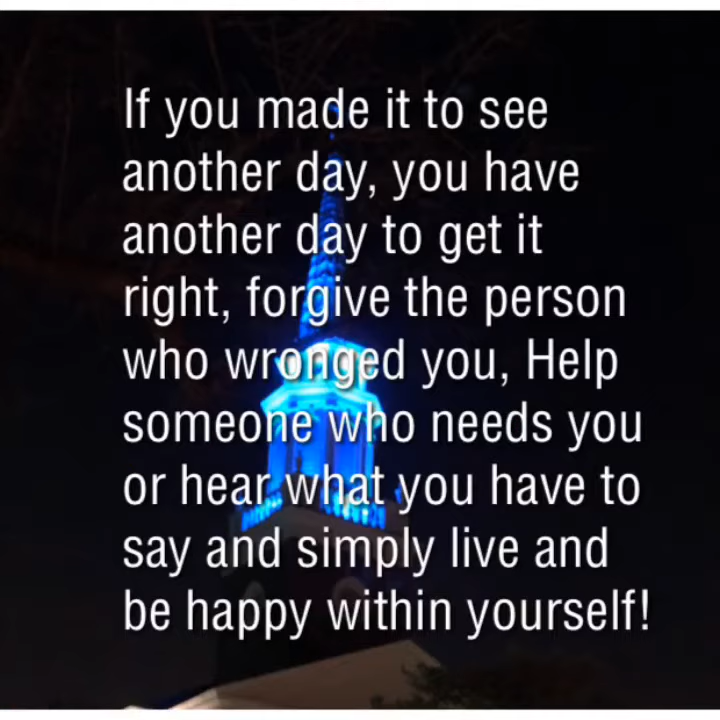 If you made it to see
another day, you have
another day to get it
right, forgive the person
who wronged you, Help
someone who needs you
or hear what you have to
say and simply live and
be happy within yourself!